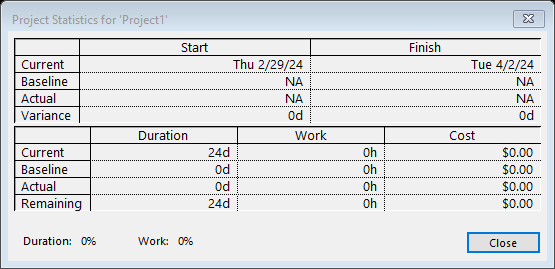 Project Statistics for 'Project1'
Start Finish
Current Thu 2/29/24 Tue 4/2/24
Baseline NA NA
Actual NA NA
Variance 0d 0d
Duration Work Cost
Current 24d 0h $0.00
Baseline 0d 0h $0.00
Actual 0d 0h $0.00
Remaining 24d 0h $0.00
Duration: 0% Work: 0% Close